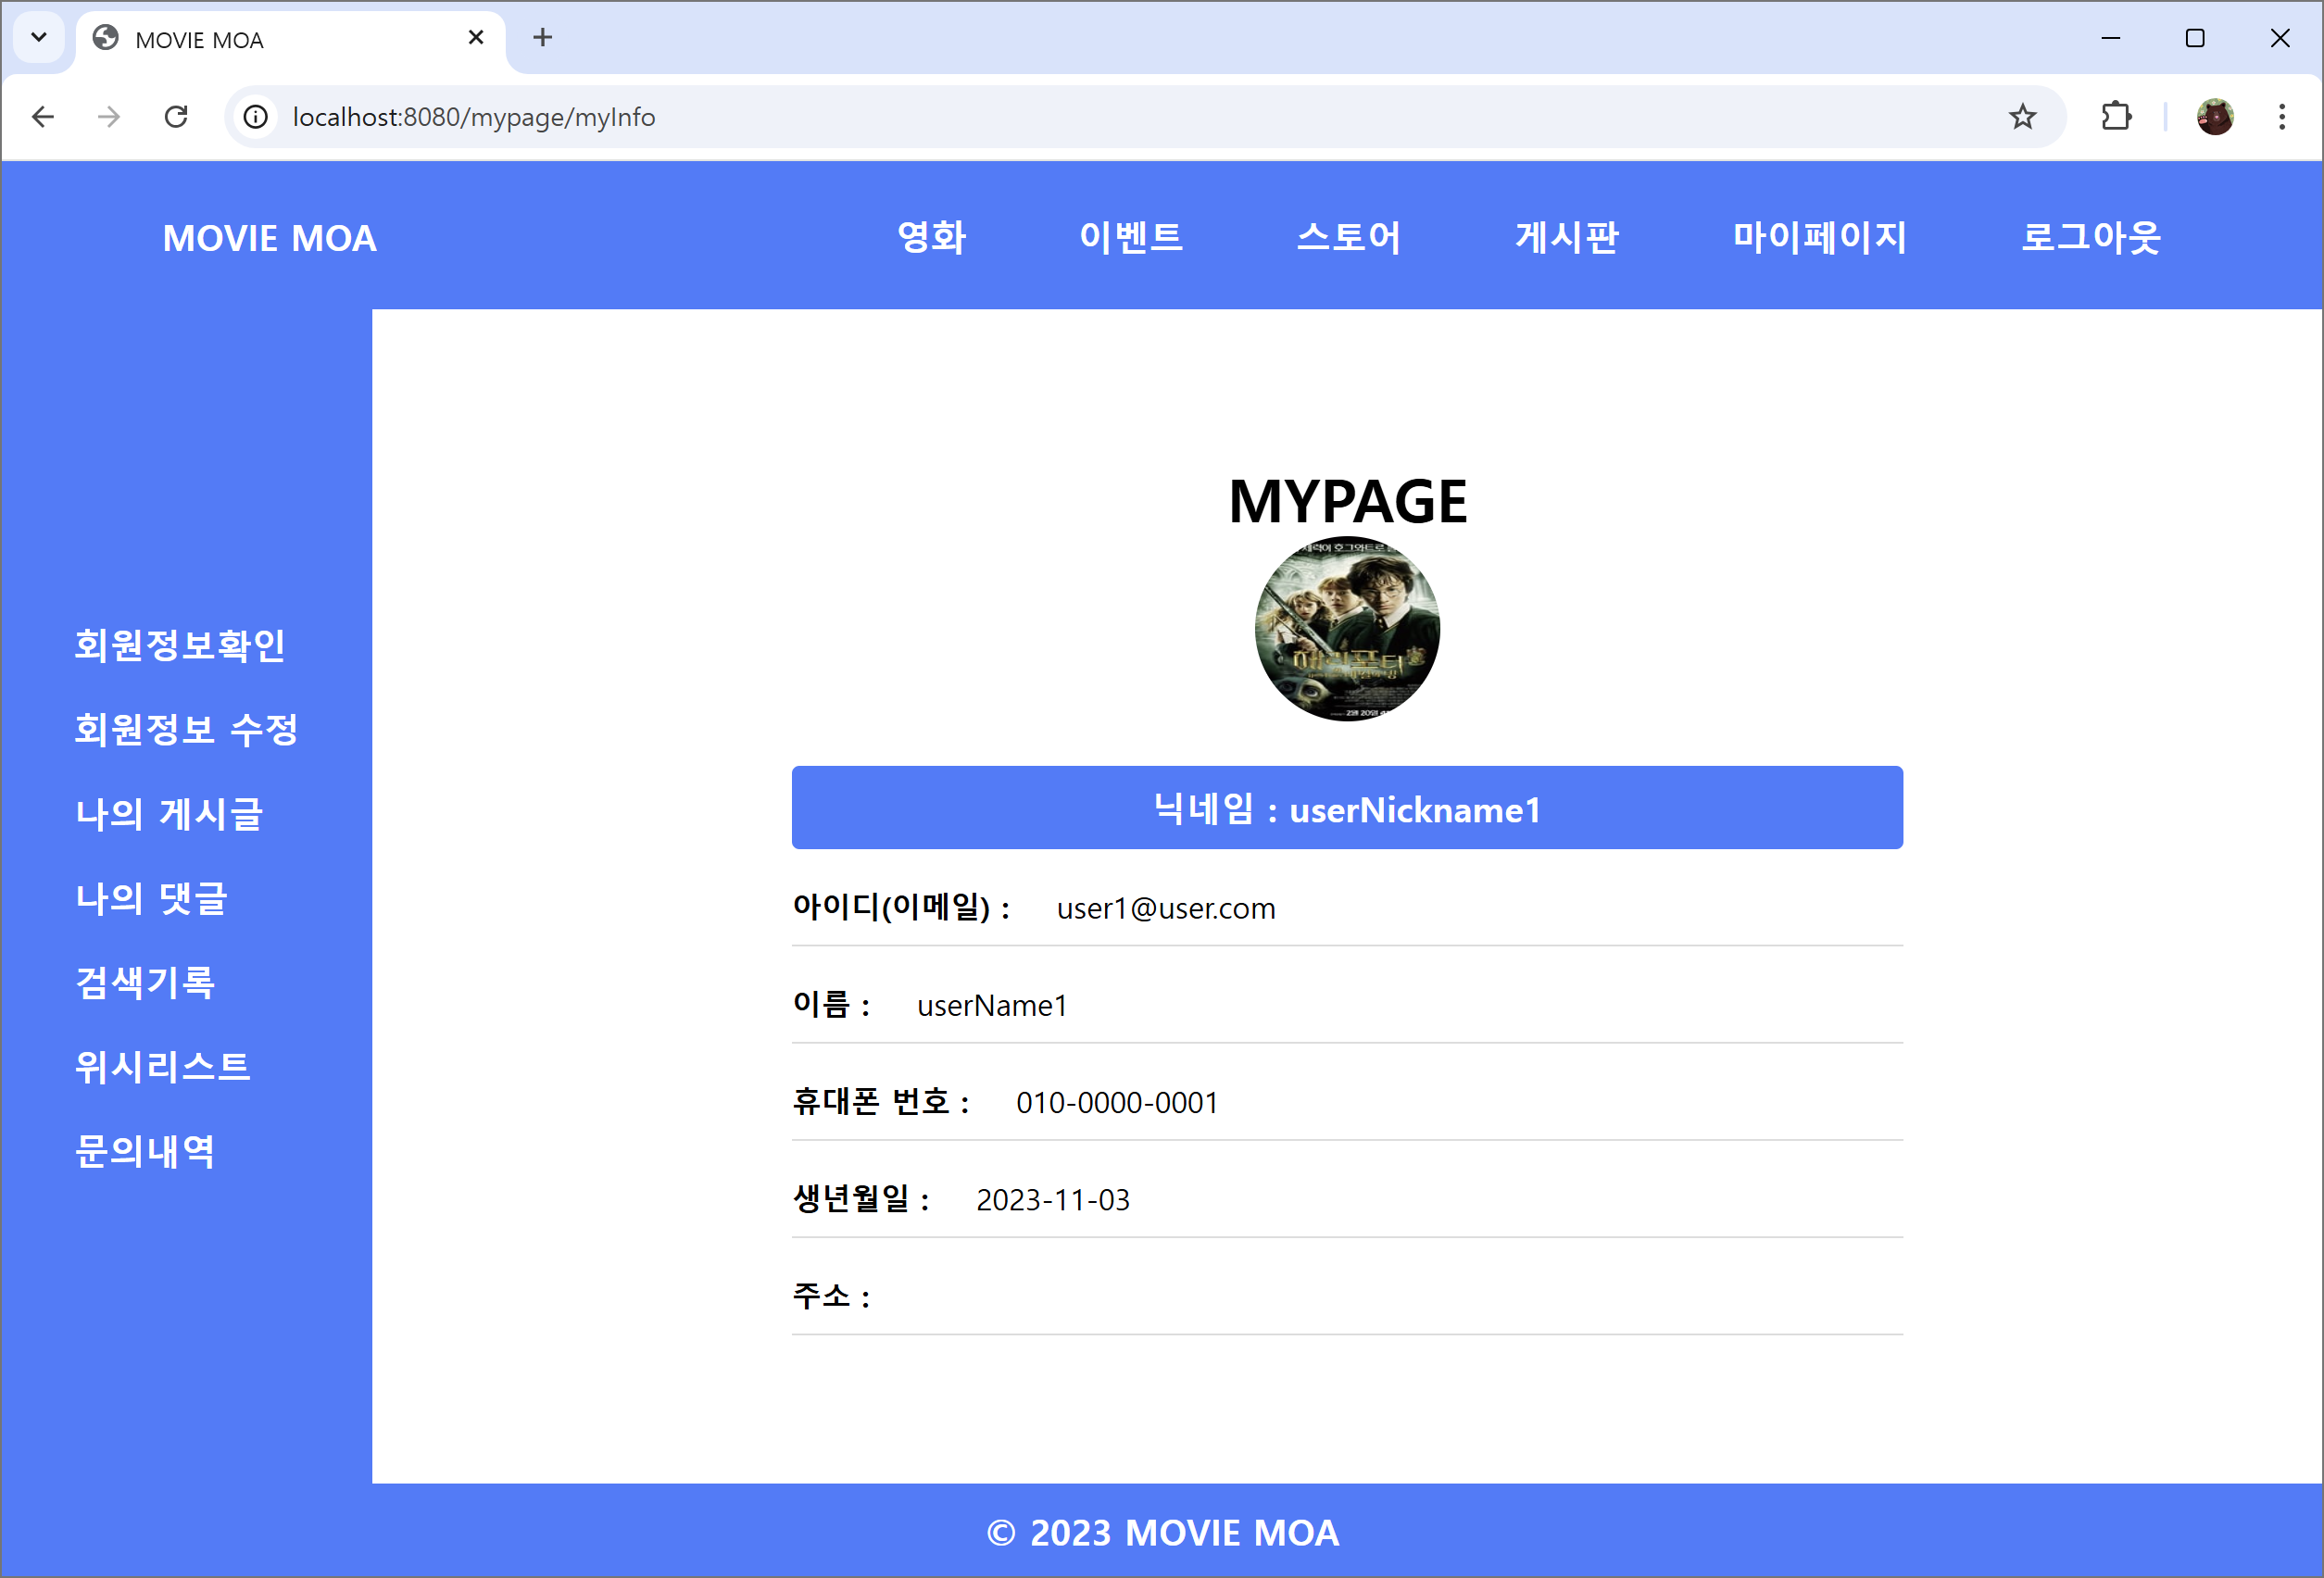 MOVIE MOA
localhost:8080/mypage/myInfo
MOVIE MOA 영화 이벤트 스토어 게시판 마이페이지 로그아웃
회원정보확인
회원정보 수정
나의 게시글
나의 댓글
검색기록
위시리스트
문의내역
MYPAGE
해리포터
닉네임 : userNickname1
아이디(이메일) : user1@user.com
이름 : userName1
휴대폰 번호 : 010-0000-0001
생년월일 : 2023-11-03
주소 :
© 2023 MOVIE MOA